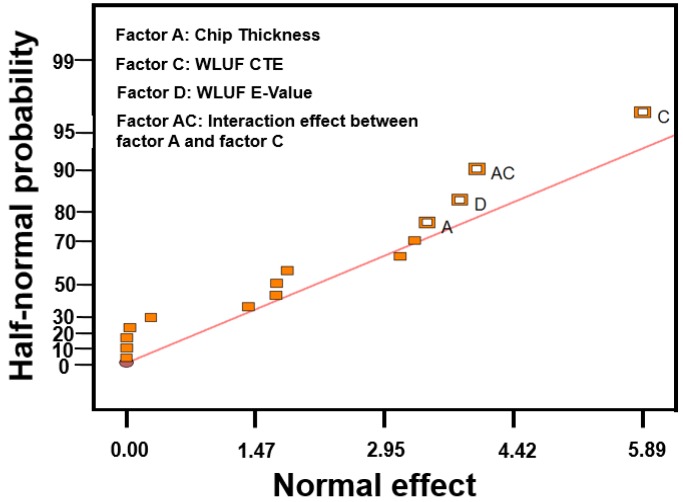 Factor A: Chip Thickness
Factor C: WLUF CTE
Factor D: WLUF E-Value
Factor AC: Interaction effect between
factor A and factor C
Half-normal probability
99
95
90
80
70
50
30
20
10
0
C
AC
D
A
0.00
1.47
2.95
4.42
5.89
Normal effect